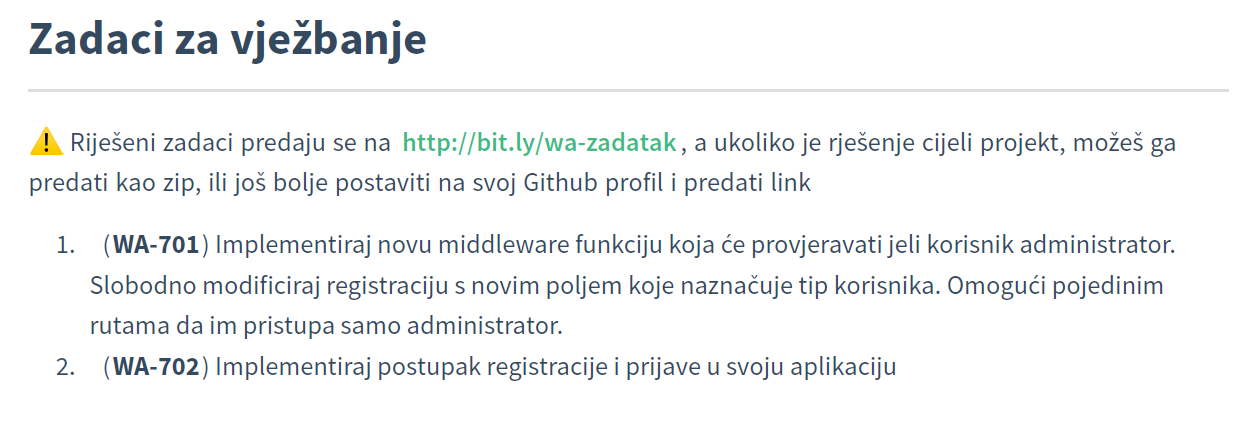 Zadaci za vježbanje
⚠️ Riješeni zadaci predaju se na http://bit.ly/wa-zadatak, a ukoliko je rješenje cijeli projekt, možeš ga
predati kao zip, ili još bolje postaviti na svoj Github profil i predati link
1. (WA-701) Implementiraj novu middleware funkciju koja će provjeravati jeli korisnik administrator.
Slobodno modificiraj registraciju s novim poljem koje naznačuje tip korisnika. Omogući pojedinim
rutama da im pristupa samo administrator.
2. (WA-702) Implementiraj postupak registracije i prijave u svoju aplikaciju